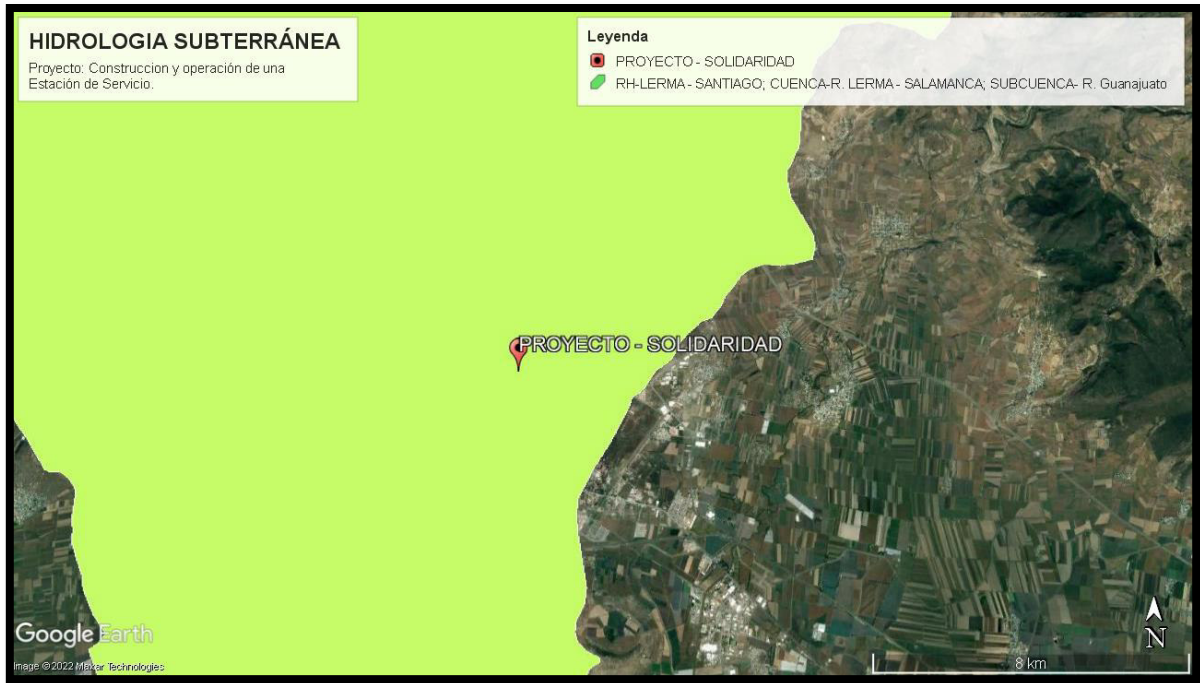 HIDROLOGIA SUBTERRÁNEA
Proyecto: Construccion y operación de una
Estación de Servicio.
Leyenda
PROYECTO - SOLIDARIDAD
RH-LERMA - SANTIAGO; CUENCA-R. LERMA - SALAMANCA; SUBCUENCA- R. Guanajuato
PROYECTO - SOLIDARIDAD
Google Earth
Image © 2022 Maxar Technologies
N
8 km